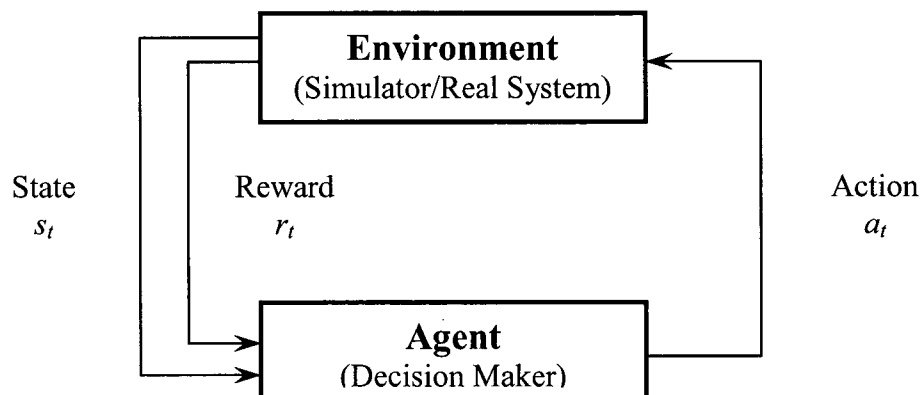 Environment
(Simulator/Real System)
State
s_t
Reward
r_t
Action
a_t
Agent
(Decision Maker)